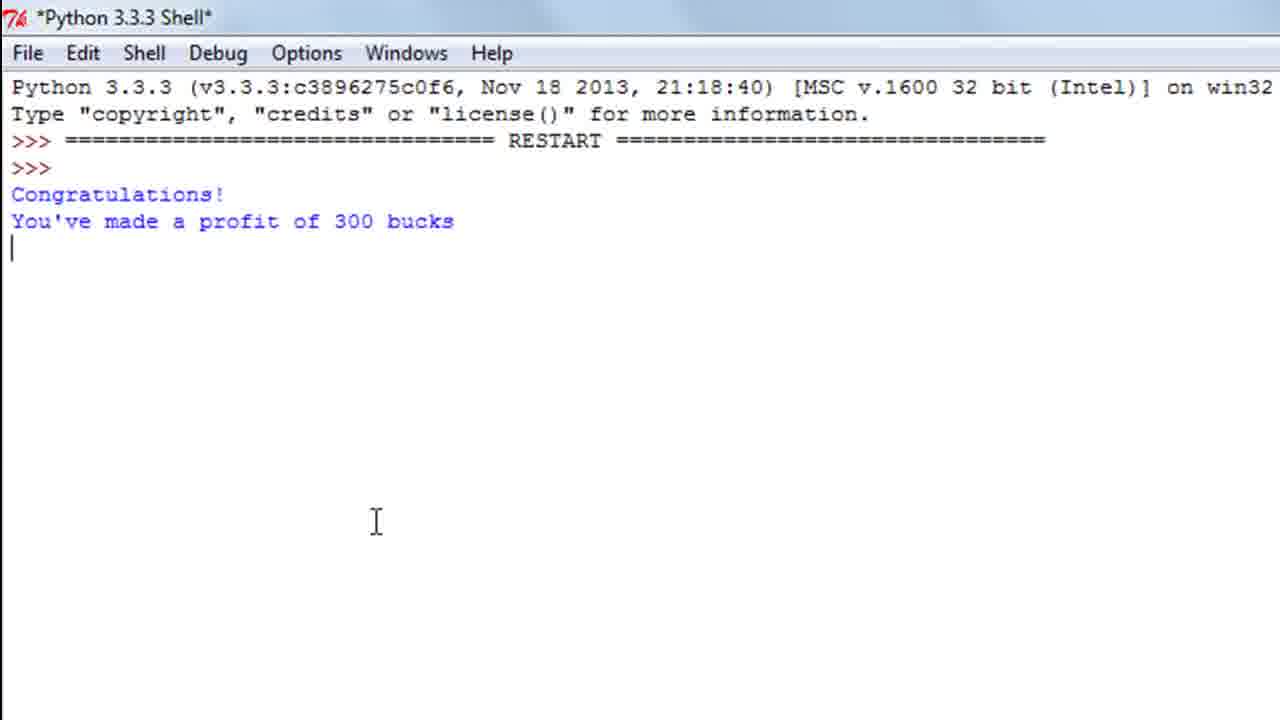 *Python 3.3.3 Shell*
File Edit Shell Debug Options Windows Help
Python 3.3.3 (v3.3.3:c3896275c0f6, Nov 18 2013, 21:18:40) [MSC v.1600 32 bit (Intel)] on win32
Type "copyright", "credits" or "license()" for more information.
>>> ================================ RESTART ================================
>>>
Congratulations!
You've made a profit of 300 bucks